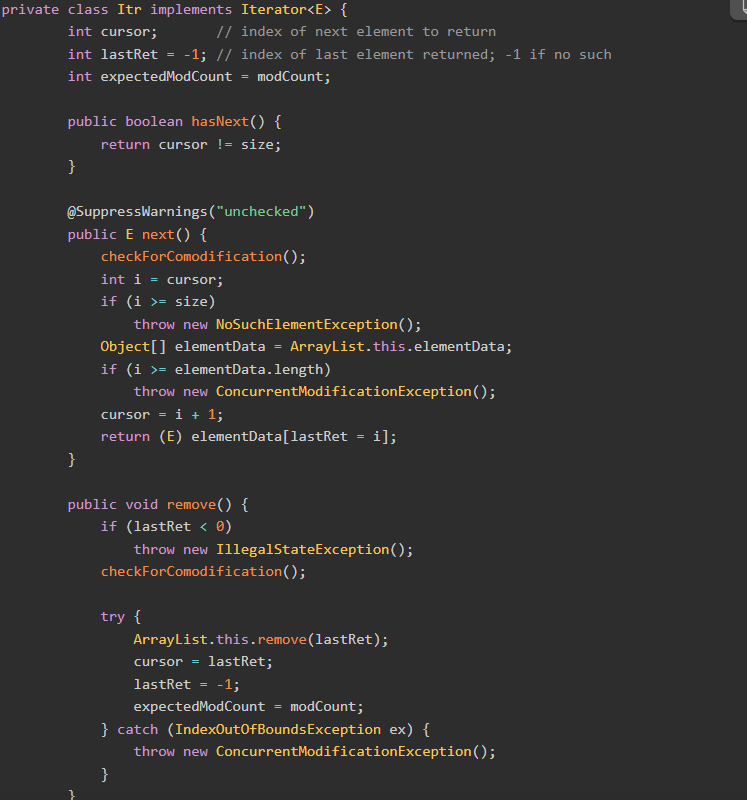 private class Itr implements Iterator<E> {
        int cursor;       // index of next element to return
        int lastRet = -1; // index of last element returned; -1 if no such
        int expectedModCount = modCount;

        public boolean hasNext() {
            return cursor != size;
        }

        @SuppressWarnings("unchecked")
        public E next() {
            checkForComodification();
            int i = cursor;
            if (i >= size)
                throw new NoSuchElementException();
            Object[] elementData = ArrayList.this.elementData;
            if (i >= elementData.length)
                throw new ConcurrentModificationException();
            cursor = i + 1;
            return (E) elementData[lastRet = i];
        }

        public void remove() {
            if (lastRet < 0)
                throw new IllegalStateException();
            checkForComodification();

            try {
                ArrayList.this.remove(lastRet);
                cursor = lastRet;
                lastRet = -1;
                expectedModCount = modCount;
            } catch (IndexOutOfBoundsException ex) {
                throw new ConcurrentModificationException();
            }
        }